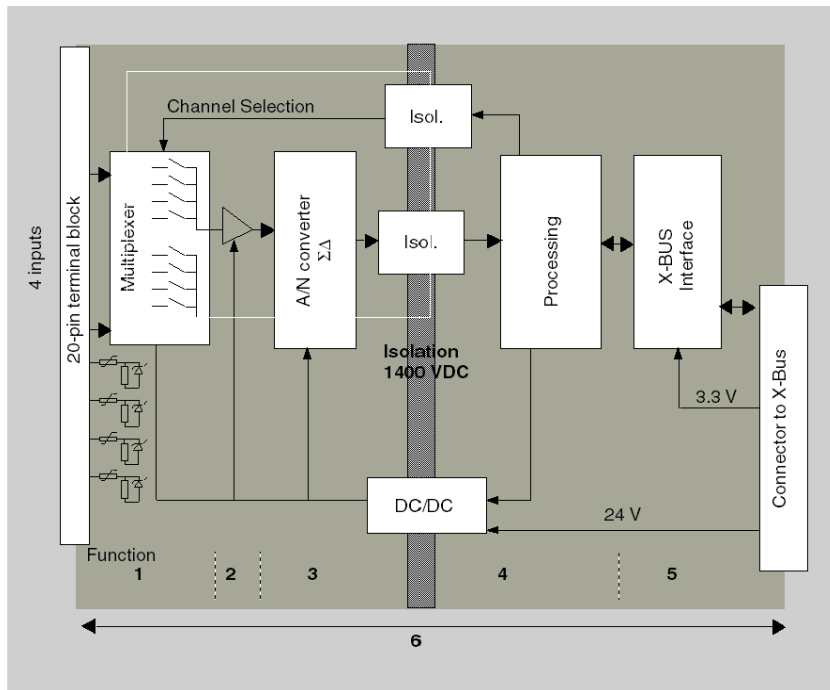 4 inputs
20-pin terminal block
Channel Selection
Isol.
Multiplexer
A/N converter
ΣΔ
Isol.
Processing
X-BUS
Interface
Isolation
1400 VDC
3.3 V
Connector to X-Bus
DC/DC
24 V
Function
1
2
3
4
5
6